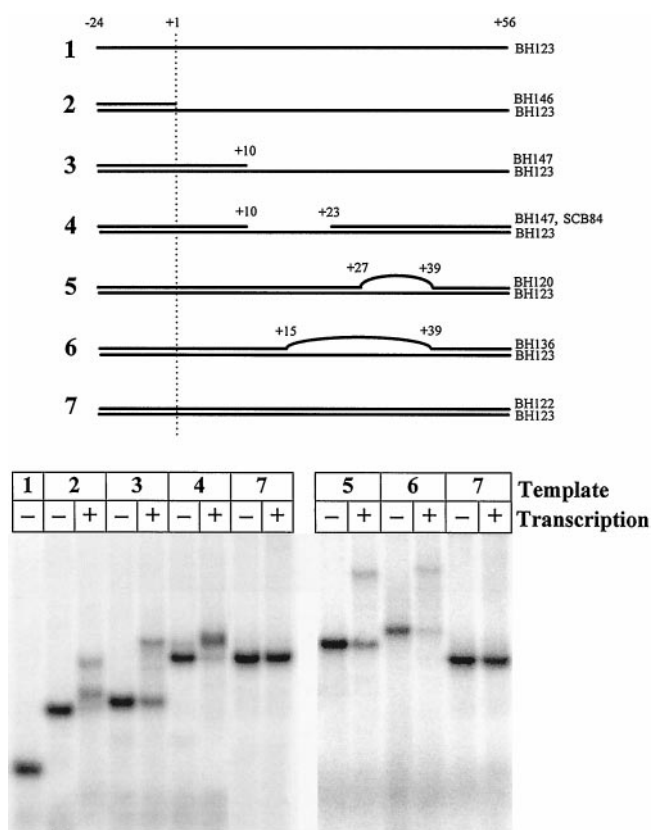 -24 +1 +56
1 BH123
2 BH146
BH123
+10
3 BH147
BH123
+10 +23
4 BH147, SCB84
BH123
+27 +39
5 BH120
BH123
+15 +39
6 BH136
BH123
7 BH122
BH123
1 2 3 4 7 5 6 7 Template
− − + − + − + − + − + − + − + Transcription